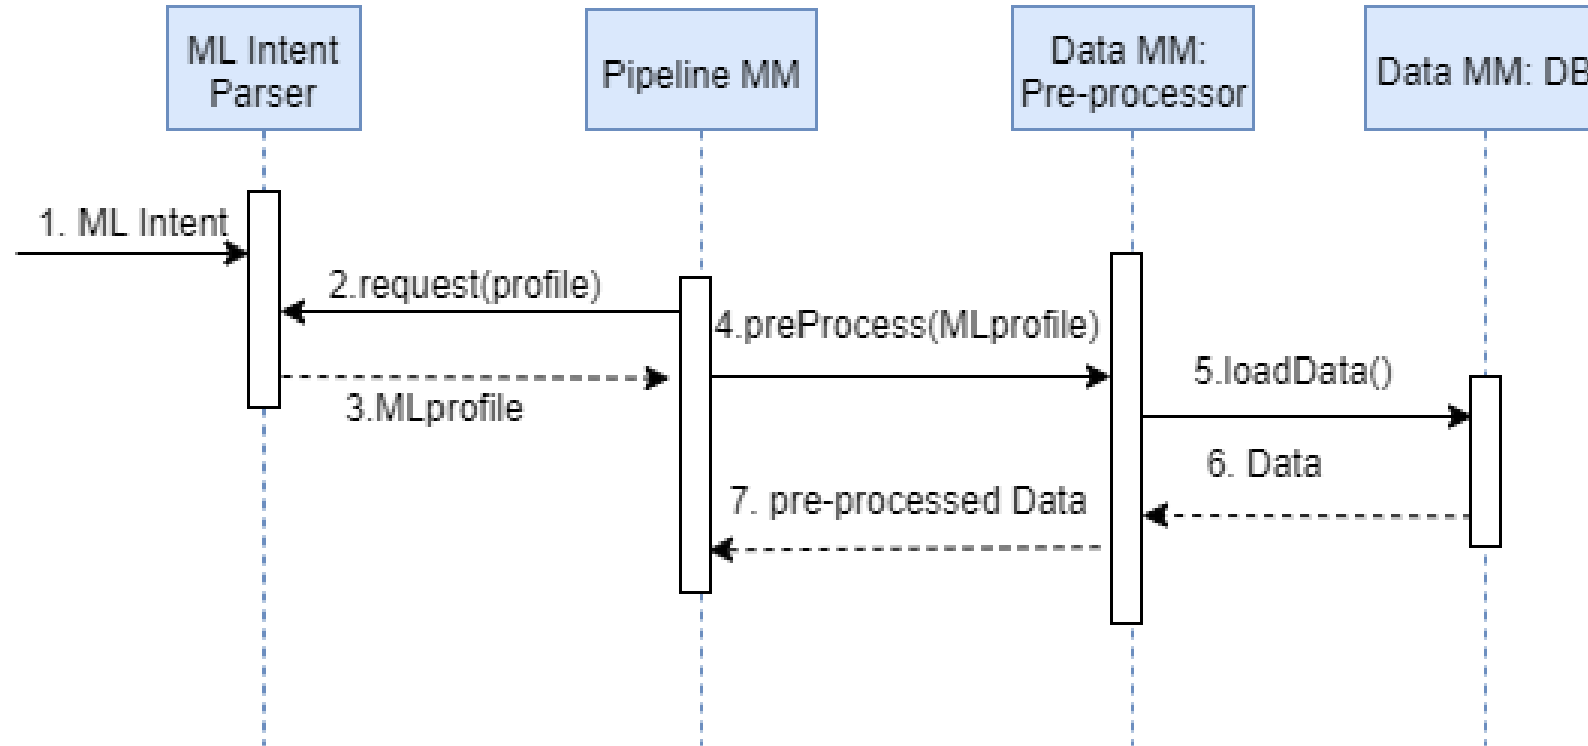 ML Intent
Parser
Pipeline MM
Data MM:
Pre-processor
Data MM: DB
1. ML Intent
2.request(profile)
3.MLprofile
4.preProcess(MLprofile)
5.loadData()
6. Data
7. pre-processed Data